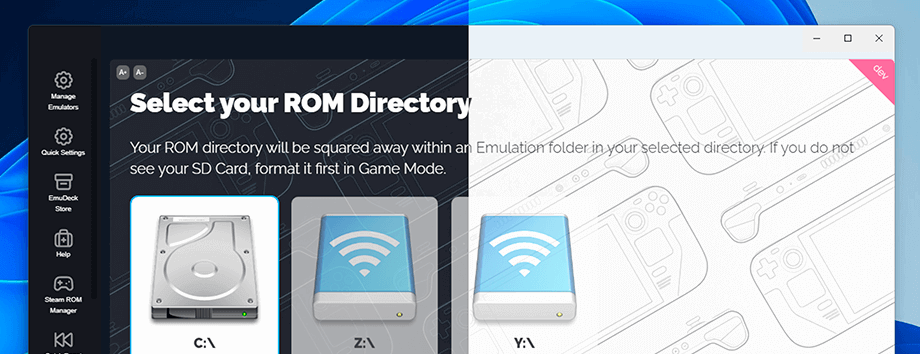 A+ A-
dev
Manage
Emulators
Quick Settings
EmuDeck
Store
Help
Steam ROM
Manager
Select your ROM Directory
Your ROM directory will be squared away within an Emulation folder in your selected directory. If you do not
see your SD Card, format it first in Game Mode.
C:\
Z:\
Y:\